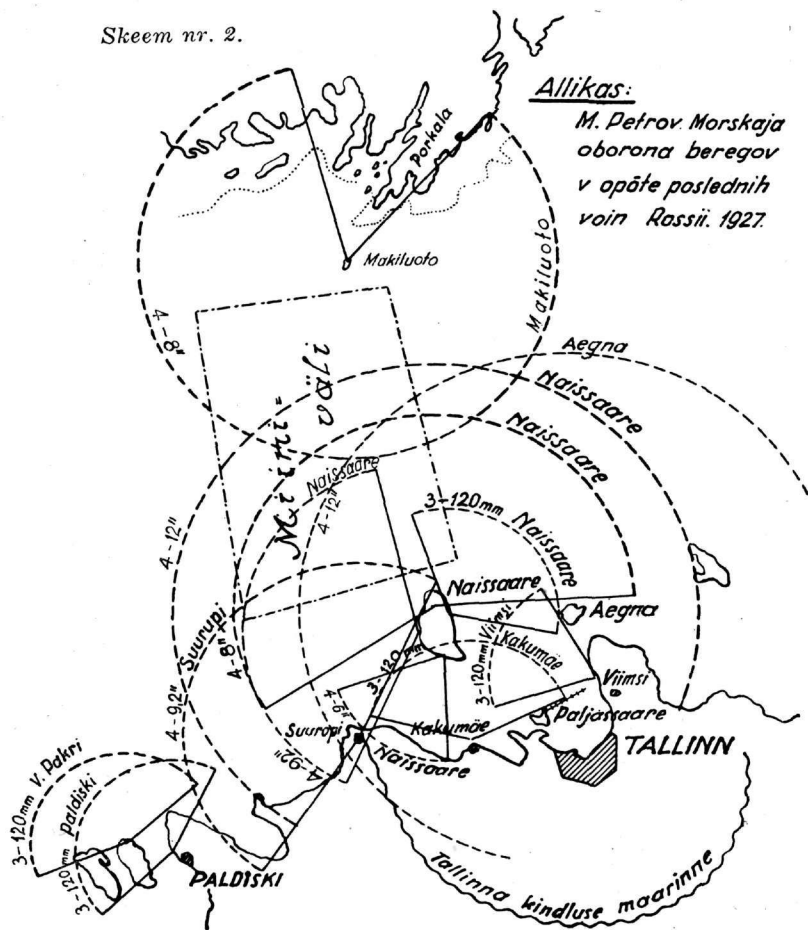 Skeem nr. 2.
Allikas:
M. Petrov. Morskaja
oborona beregov
v opõte poslednih
voin Rossii. 1927.
Porkala
Makiluoto
Makiluoto
4-8"
Aegna
Naissaare
Naissaare
Miini=
väli
Naissaare
4-12"
4-12"
3-120mm
Naissaare
Naissaare
Aegna
Suurupi
4-8"
4-9,2"
3-120mm
Viimsi
3-120mm
Kakumäe
Viimsi
4-6"
Paljassaare
Suurupi
Kakumäe
Naissaare
TALLINN
4-92"
3-120mm V. Pakri
3-120mm Paldiski
PALDISKI
Tallinna kindluse maarinne